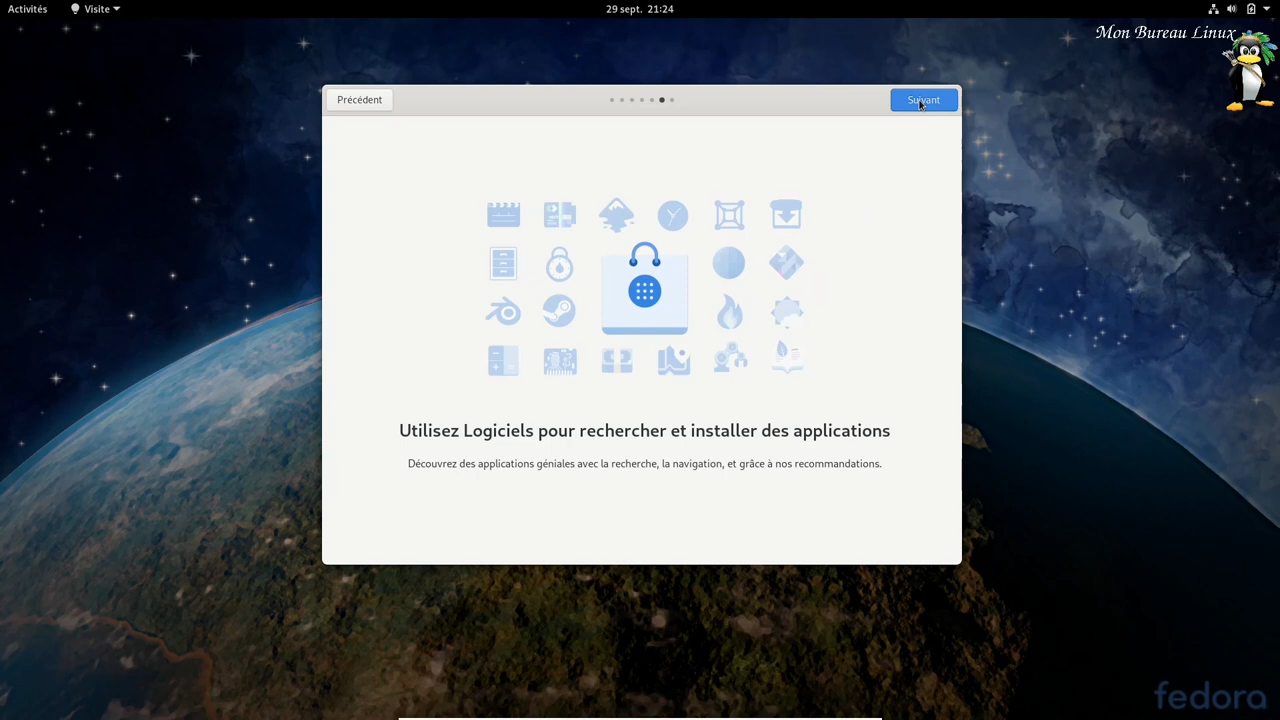 Activités Visite 29 sept. 21:24
Mon Bureau Linux
Précédent Suivant
Utilisez Logiciels pour rechercher et installer des applications
Découvrez des applications géniales avec la recherche, la navigation, et grâce à nos recommandations.
fedora